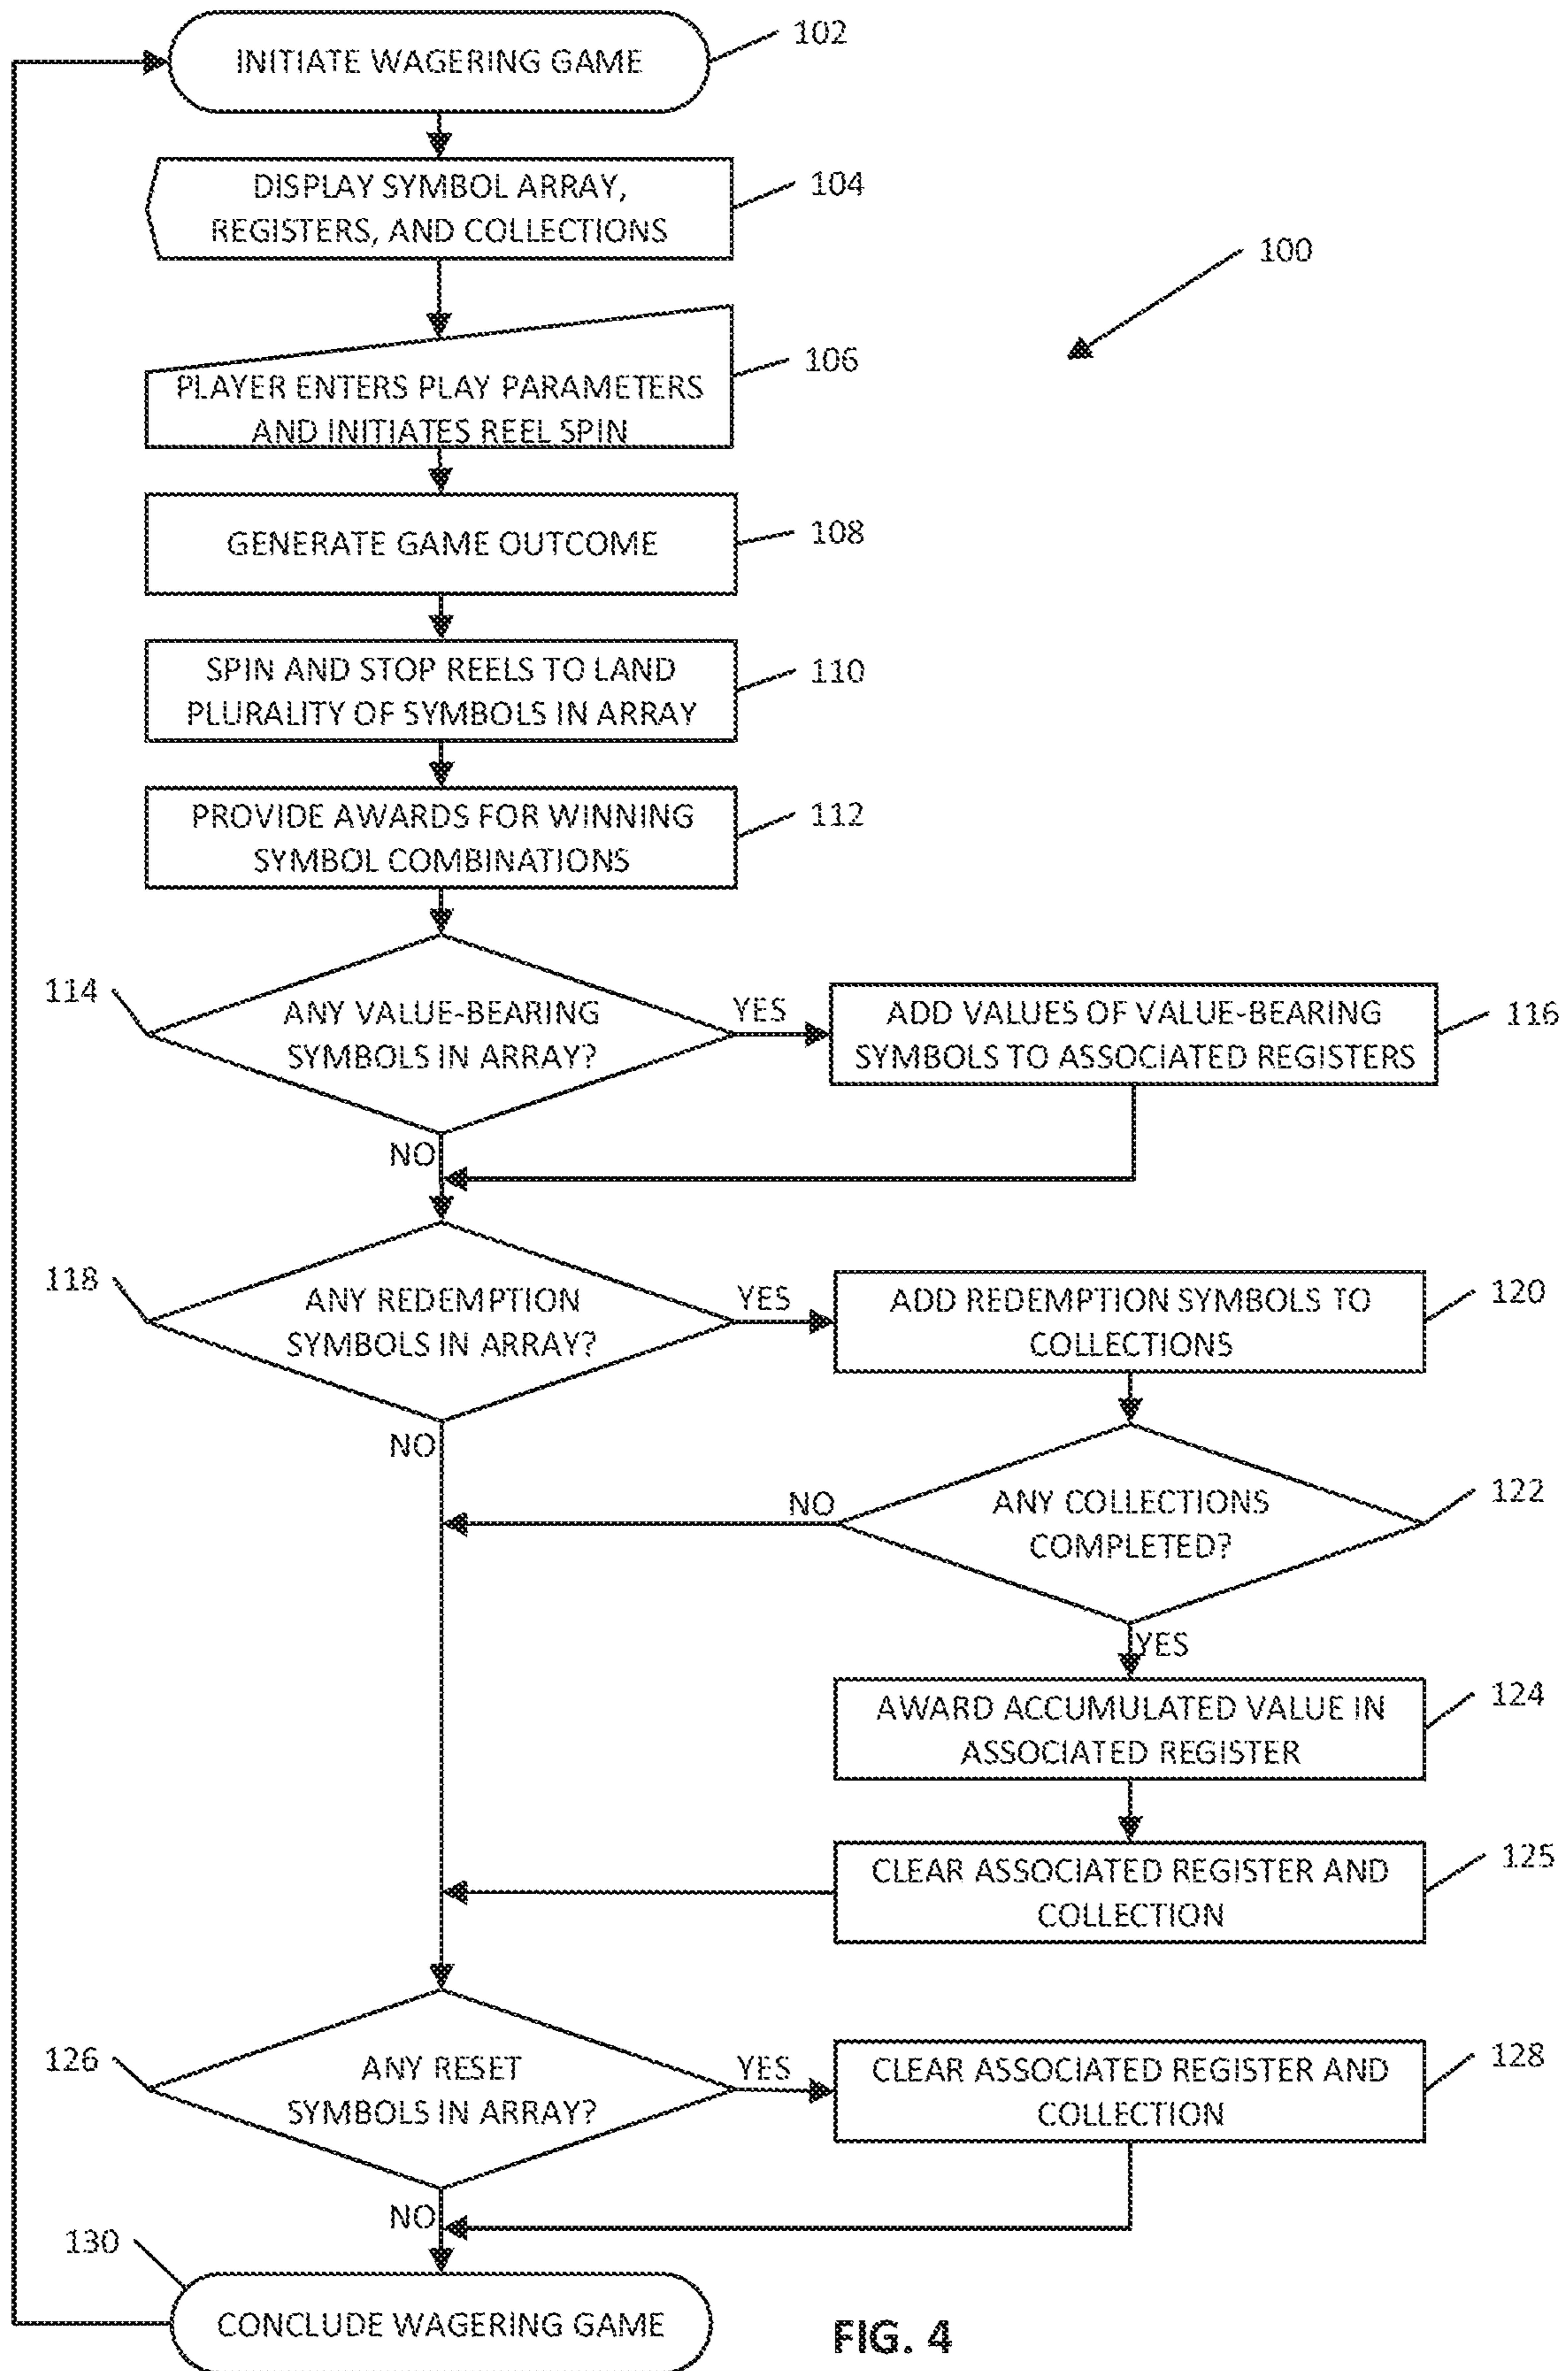 INITIATE WAGERING GAME
102
DISPLAY SYMBOL ARRAY,
REGISTERS, AND COLLECTIONS
104
100
PLAYER ENTERS PLAY PARAMETERS
AND INITIATES REEL SPIN
106
GENERATE GAME OUTCOME
108
SPIN AND STOP REELS TO LAND
PLURALITY OF SYMBOLS IN ARRAY
110
PROVIDE AWARDS FOR WINNING
SYMBOL COMBINATIONS
112
114
ANY VALUE-BEARING
SYMBOLS IN ARRAY?
YES
ADD VALUES OF VALUE-BEARING
SYMBOLS TO ASSOCIATED REGISTERS
116
NO
118
ANY REDEMPTION
SYMBOLS IN ARRAY?
YES
ADD REDEMPTION SYMBOLS TO
COLLECTIONS
120
NO
NO
ANY COLLECTIONS
COMPLETED?
122
YES
AWARD ACCUMULATED VALUE IN
ASSOCIATED REGISTER
124
CLEAR ASSOCIATED REGISTER AND
COLLECTION
125
126
ANY RESET
SYMBOLS IN ARRAY?
YES
CLEAR ASSOCIATED REGISTER AND
COLLECTION
128
NO
130
CONCLUDE WAGERING GAME
FIG. 4